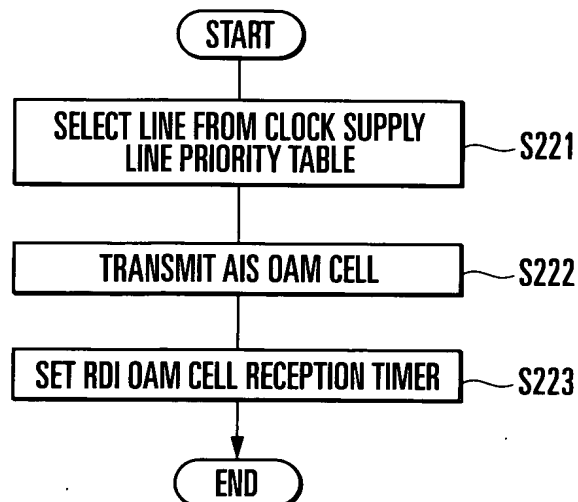 START
SELECT LINE FROM CLOCK SUPPLY
LINE PRIORITY TABLE
S221
TRANSMIT AIS OAM CELL
S222
SET RDI OAM CELL RECEPTION TIMER
S223
END